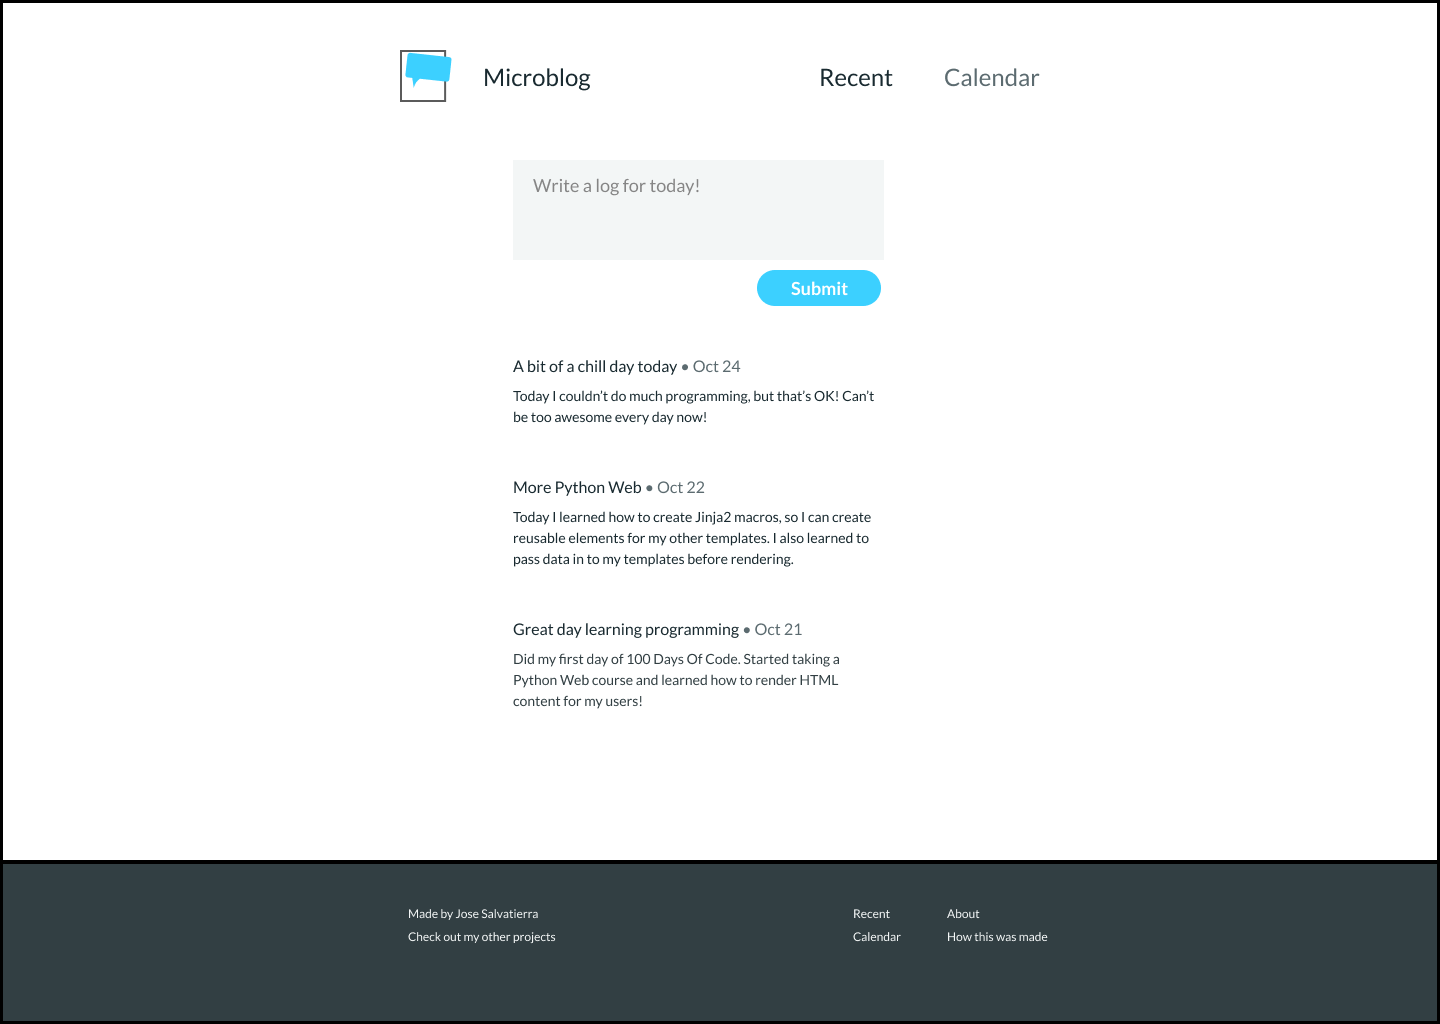 Microblog
Recent
Calendar
Write a log for today!
Submit
A bit of a chill day today • Oct 24
Today I couldn’t do much programming, but that’s OK! Can’t
be too awesome every day now!
More Python Web • Oct 22
Today I learned how to create Jinja2 macros, so I can create
reusable elements for my other templates. I also learned to
pass data in to my templates before rendering.
Great day learning programming • Oct 21
Did my first day of 100 Days Of Code. Started taking a
Python Web course and learned how to render HTML
content for my users!
Made by Jose Salvatierra
Check out my other projects
Recent
Calendar
About
How this was made